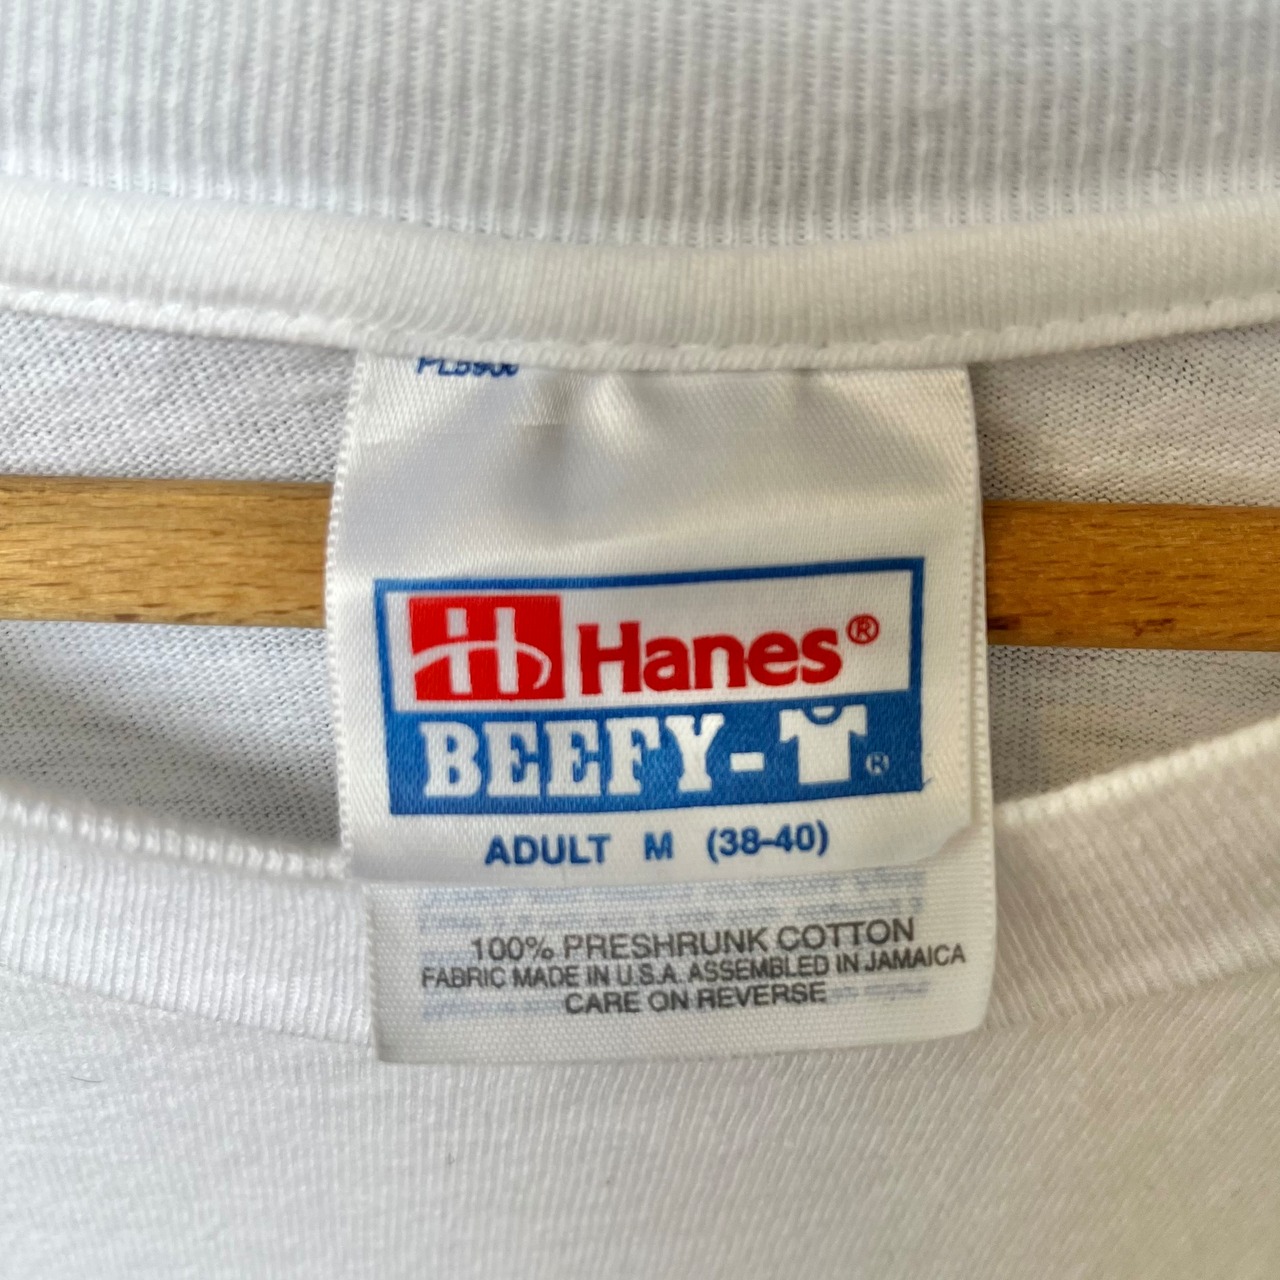 Hanes®
BEEFY-T®
ADULT M (38-40)
100% PRESHRUNK COTTON
FABRIC MADE IN U.S.A. ASSEMBLED IN JAMAICA
CARE ON REVERSE